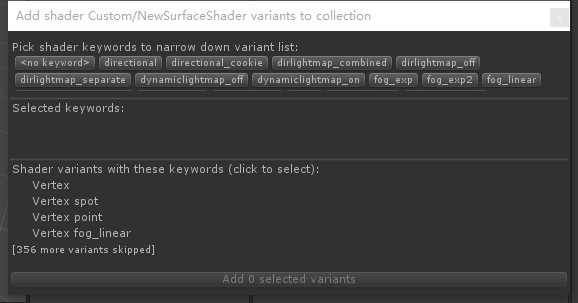 Add shader Custom/NewSurfaceShader variants to collection
Pick shader keywords to narrow down variant list:
<no keyword> directional directional_cookie dirlightmap_combined dirlightmap_off
dirlightmap_separate dynamiclightmap_off dynamiclightmap_on fog_exp fog_exp2 fog_linear
Selected keywords:
Shader variants with these keywords (click to select):
Vertex
Vertex spot
Vertex point
Vertex fog_linear
[356 more variants skipped]
Add 0 selected variants